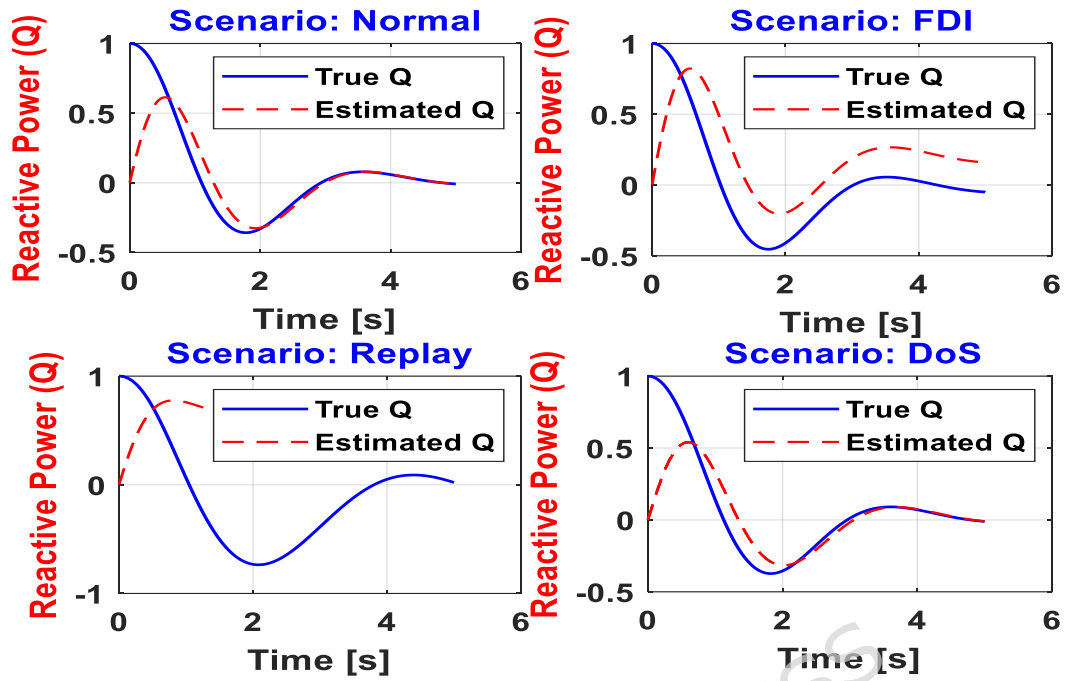 Scenario: Normal
Reactive Power (Q)
1
0.5
0
-0.5
True Q
Estimated Q
0
2
4
6
Time [s]
Scenario: FDI
Reactive Power (Q)
1
0.5
0
-0.5
True Q
Estimated Q
0
2
4
6
Time [s]
Scenario: Replay
Reactive Power (Q)
1
0
-1
True Q
Estimated Q
0
2
4
6
Time [s]
Scenario: DoS
Reactive Power (Q)
1
0.5
0
-0.5
True Q
Estimated Q
0
2
4
6
Time [s]